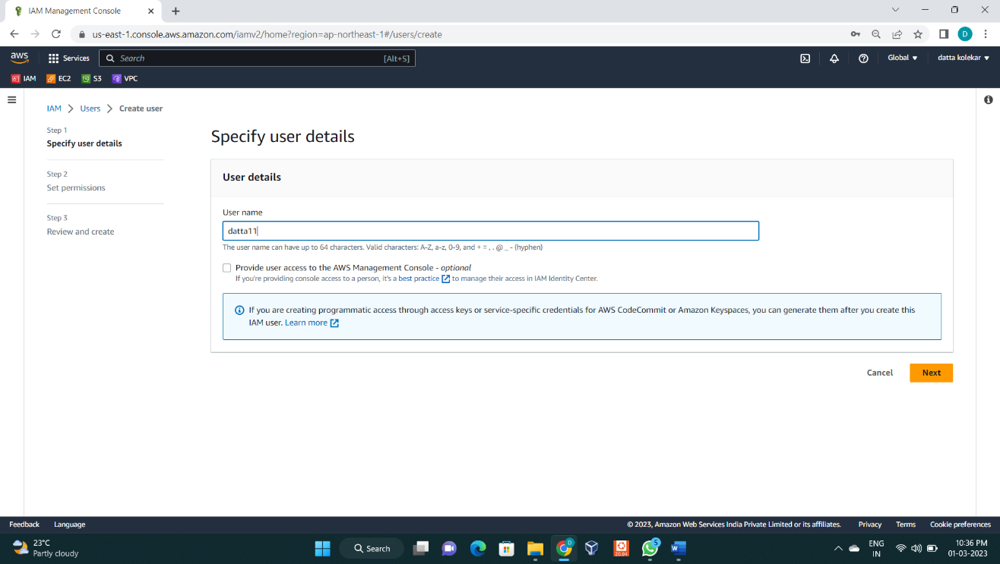 IAM Management Console
us-east-1.console.aws.amazon.com/iamv2/home?region=ap-northeast-1#/users/create
D
aws Services Search [Alt+S] Global datta kolekar
IAM EC2 S3 VPC
IAM Users Create user
Step 1
Specify user details
Step 2
Set permissions
Step 3
Review and create
Specify user details
User details
User name
datta11
The user name can have up to 64 characters. Valid characters: A-Z, a-z, 0-9, and + = , . @ _ - (hyphen)
Provide user access to the AWS Management Console - optional
If you're providing console access to a person, it's a best practice to manage their access in IAM Identity Center.
If you are creating programmatic access through access keys or service-specific credentials for AWS CodeCommit or Amazon Keyspaces, you can generate them after you create this
IAM user. Learn more
Cancel Next
Feedback Language © 2023, Amazon Web Services India Private Limited or its affiliates. Privacy Terms Cookie preferences
23°C
Partly cloudy
Search
D
20.04
5
W
ENG
IN
10:36 PM
01-03-2023